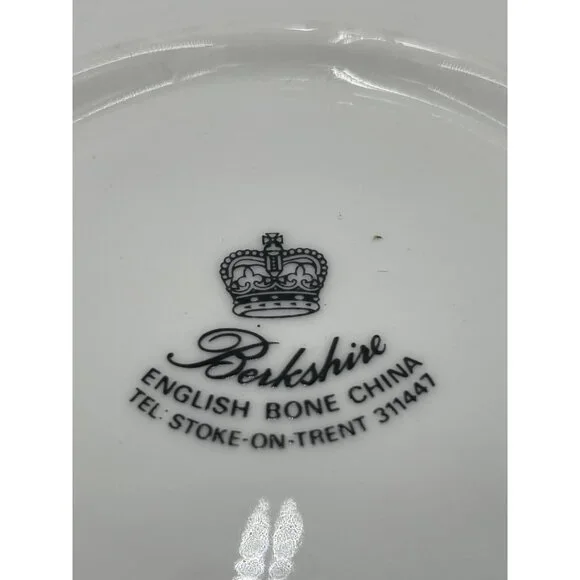 Berkshire
ENGLISH BONE CHINA
TEL: STOKE-ON-TRENT 311447